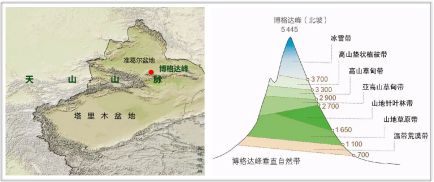 准噶尔盆地
博格达峰
天山山脉
塔里木盆地
博格达峰（北坡）
5 445
冰雪带
高山垫状植被带
3 700
高山草甸带
3 300
亚高山草甸带
2 900
2 700
山地针叶林带
山地草原带
1 650
温带荒漠带
1 100
700
博格达峰垂直自然带